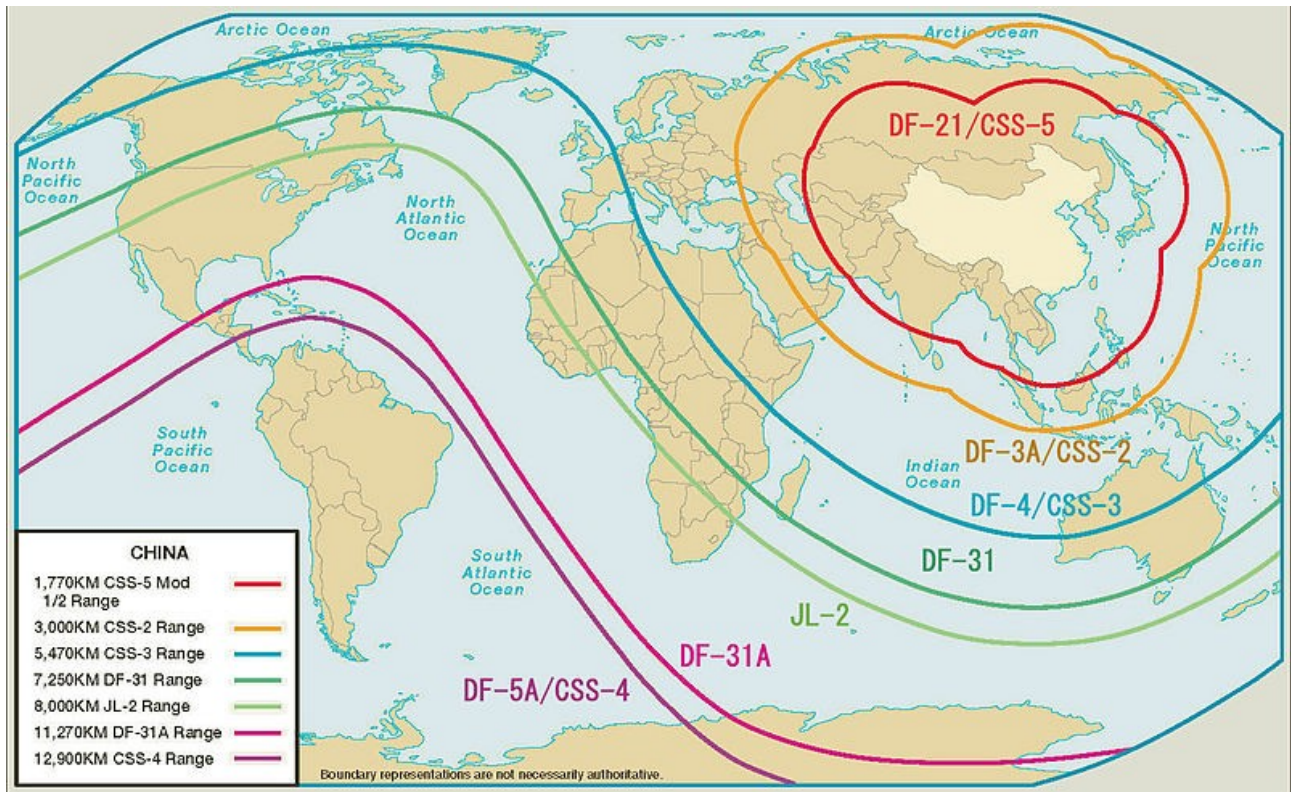 Arctic Ocean
Arctic Ocean
DF-21/CSS-5
North
Pacific
Ocean
North
Atlantic
Ocean
North
Pacific
Ocean
South
Pacific
Ocean
DF-3A/CSS-2
Indian
Ocean
DF-4/CSS-3
DF-31
South
Atlantic
Ocean
JL-2
DF-31A
DF-5A/CSS-4
CHINA
1,770KM CSS-5 Mod
1/2 Range
3,000KM CSS-2 Range
5,470KM CSS-3 Range
7,250KM DF-31 Range
8,000KM JL-2 Range
11,270KM DF-31A Range
12,900KM CSS-4 Range
Boundary representations are not necessarily authoritative.